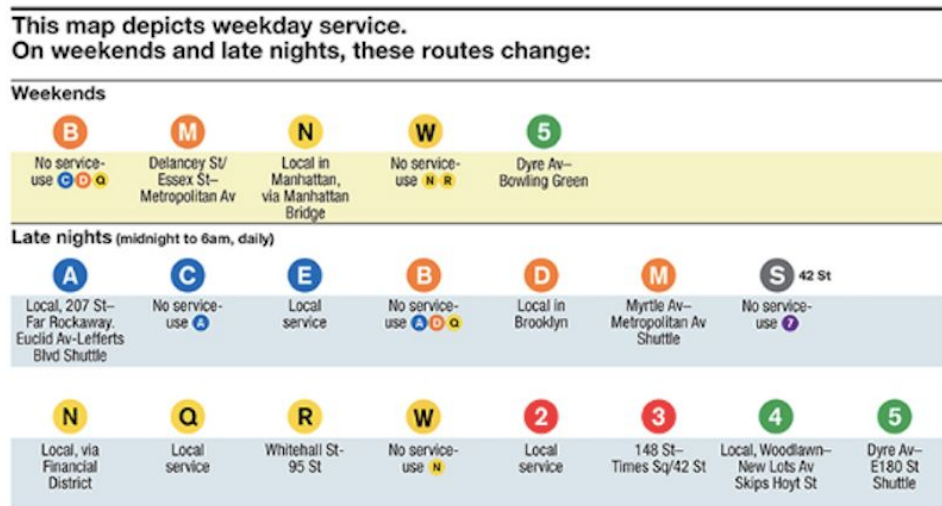 This map depicts weekday service.
On weekends and late nights, these routes change:
Weekends
B
No service-
use C D Q
M
Delancey St/
Essex St–
Metropolitan Av
N
Local in
Manhattan,
via Manhattan
Bridge
W
No service-
use N R
5
Dyre Av–
Bowling Green
Late nights (midnight to 6am, daily)
A
Local, 207 St–
Far Rockaway.
Euclid Av-Lefferts
Blvd Shuttle
C
No service-
use A
E
Local
service
B
No service-
use A D Q
D
Local in
Brooklyn
M
Myrtle Av–
Metropolitan Av
Shuttle
S 42 St
No service-
use 7
N
Local, via
Financial
District
Q
Local
service
R
Whitehall St-
95 St
W
No service-
use N
2
Local
service
3
148 St–
Times Sq/42 St
4
Local, Woodlawn–
New Lots Av
Skips Hoyt St
5
Dyre Av–
E180 St
Shuttle